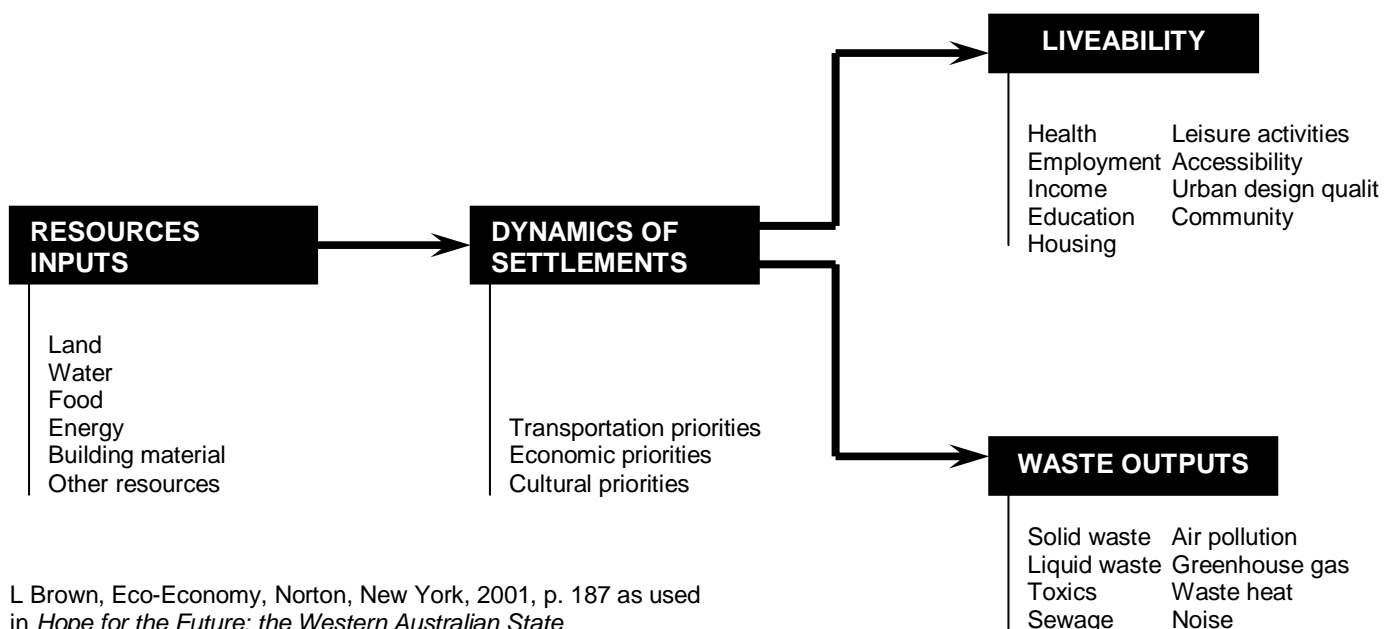 LIVEABILITY
Health Leisure activities
Employment Accessibility
Income Urban design qualit
Education Community
Housing
RESOURCES
INPUTS
Land
Water
Food
Energy
Building material
Other resources
DYNAMICS OF
SETTLEMENTS
Transportation priorities
Economic priorities
Cultural priorities
WASTE OUTPUTS
Solid waste Air pollution
Liquid waste Greenhouse gas
Toxics Waste heat
Sewage Noise
L Brown, Eco-Economy, Norton, New York, 2001, p. 187 as used
in Hope for the Future: the Western Australian State